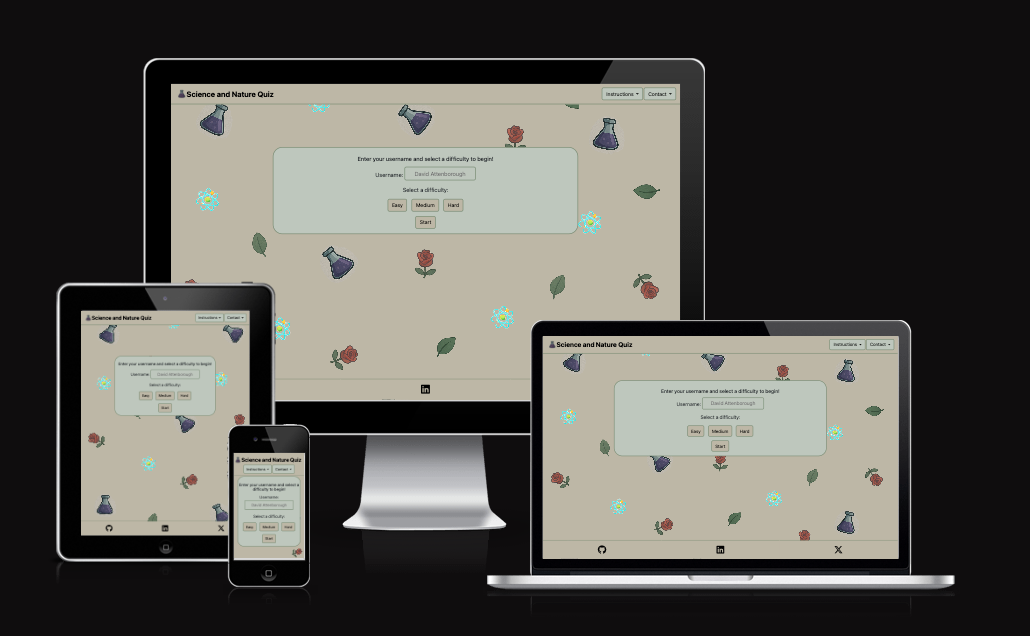 Science and Nature Quiz
Instructions Contact
Enter your username and select a difficulty to begin!
Username: David Attenborough
Select a difficulty:
Easy Medium Hard
Start
Science and Nature Quiz
Instructions Contact
Enter your username and select a difficulty to begin!
Username: David Attenborough
Select a difficulty:
Easy Medium Hard
Start
Science and Nature Quiz
Instructions Contact
Enter your username and select a
difficulty to begin!
Username:
David Attenborough
Select a difficulty:
Easy Medium Hard
Start
Science and Nature Quiz
Instructions Contact
Enter your username and select a difficulty to begin!
Username: David Attenborough
Select a difficulty:
Easy Medium Hard
Start